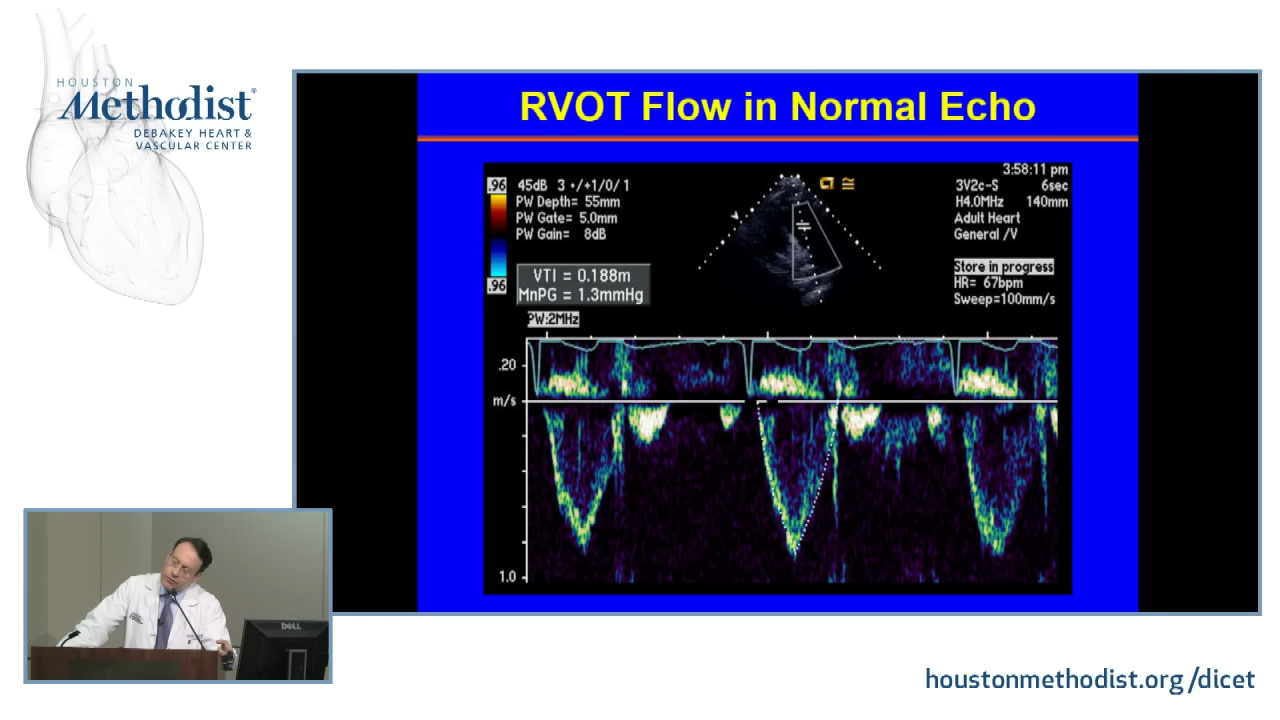 HOUSTON
Methodist®
DEBAKEY HEART &
VASCULAR CENTER
RVOT Flow in Normal Echo
.96
45dB 3 •/+1/0/1
PW Depth= 55mm
PW Gate= 5.0mm
PW Gain= 8dB
.96
VTI = 0.188m
MnPG = 1.3mmHg
PW:2MHz
3:58:11 pm
3V2c-S 6sec
H4.0MHz 140mm
Adult Heart
General /V
Store in progress
HR= 67bpm
Sweep=100mm/s
.20
m/s
1.0
DELL
houstonmethodist.org/dicet